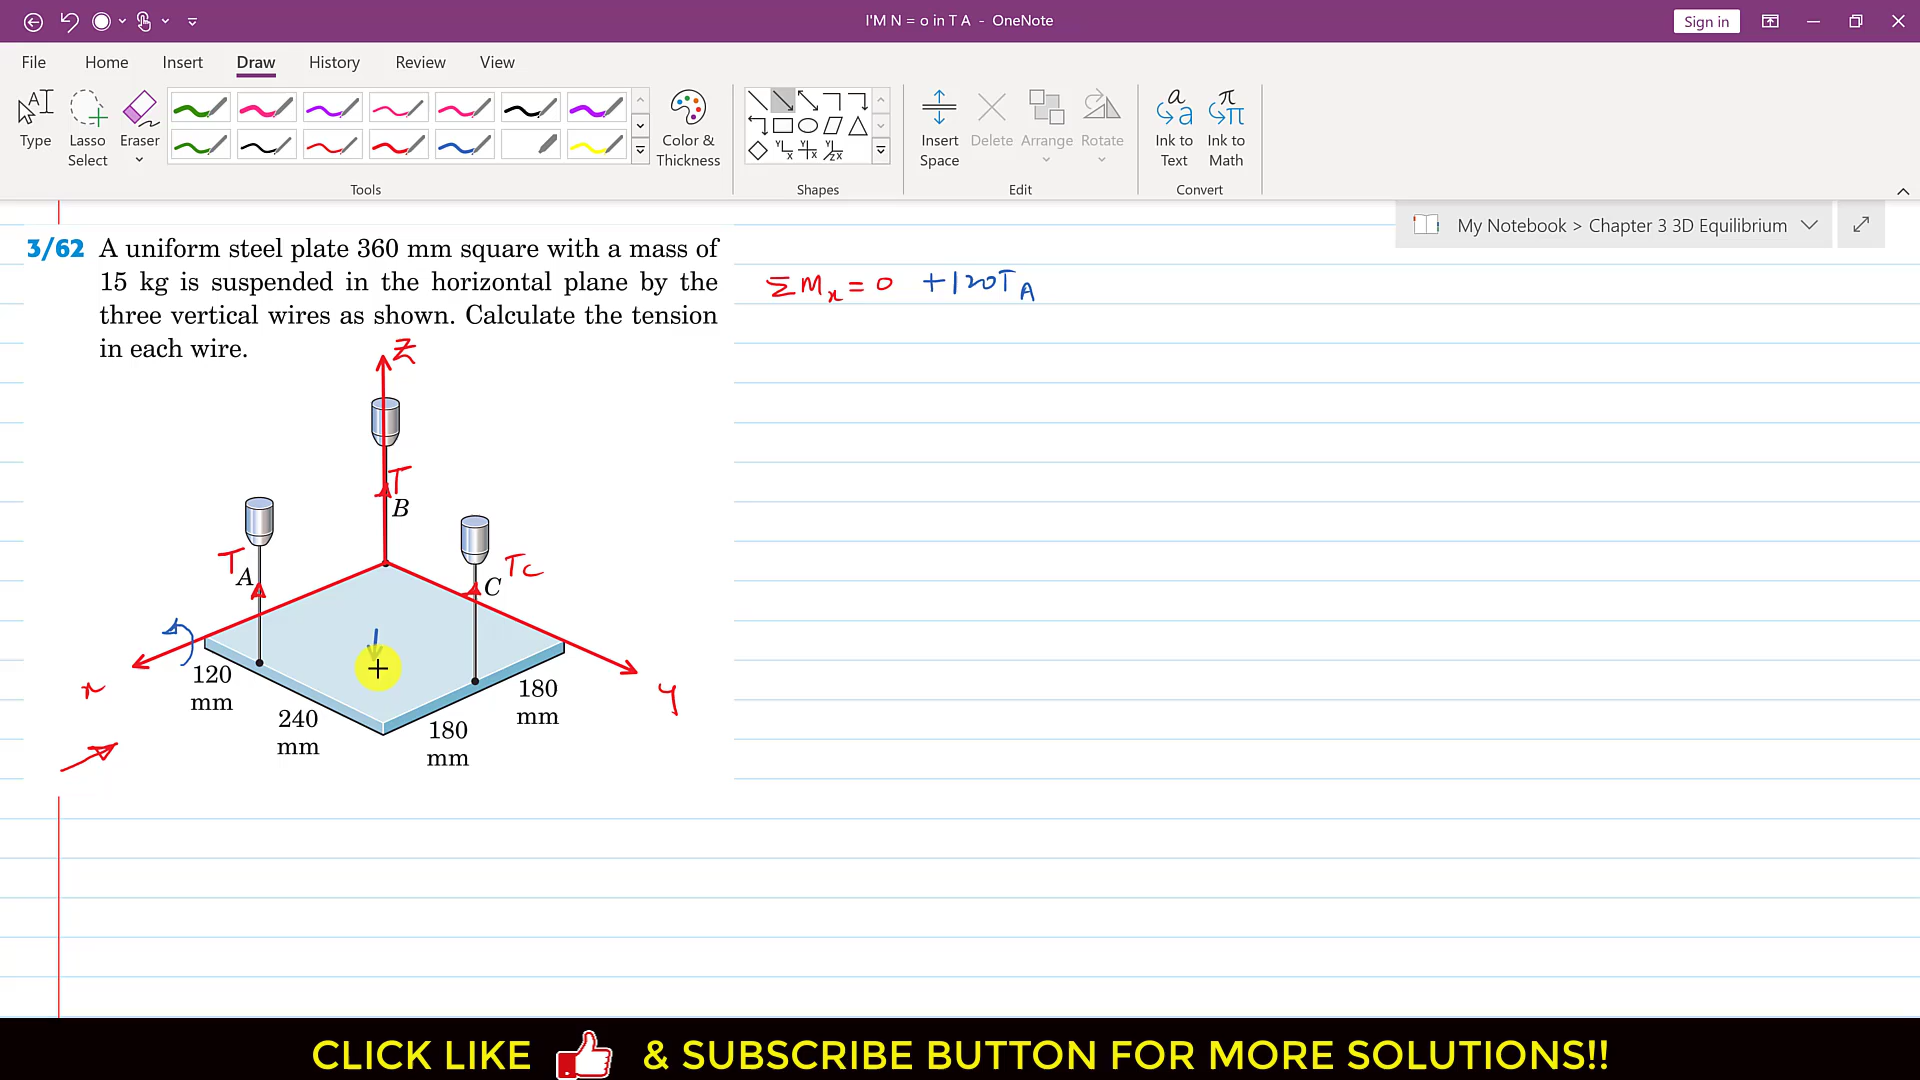 I'M N = o in T A - OneNote
Sign in
File Home Insert Draw History Review View
Type
Lasso Select
Eraser
Color & Thickness
Insert Space
Delete
Arrange
Rotate
Ink to Text
Ink to Math
Tools
Shapes
Edit
Convert
My Notebook > Chapter 3 3D Equilibrium
3/62 A uniform steel plate 360 mm square with a mass of
15 kg is suspended in the horizontal plane by the
three vertical wires as shown. Calculate the tension
in each wire.
ΣMx = 0 +120TA
Z
T
B
T
A
Tc
C
120
mm
180
mm
x
y
240
mm
180
mm
CLICK LIKE & SUBSCRIBE BUTTON FOR MORE SOLUTIONS!!